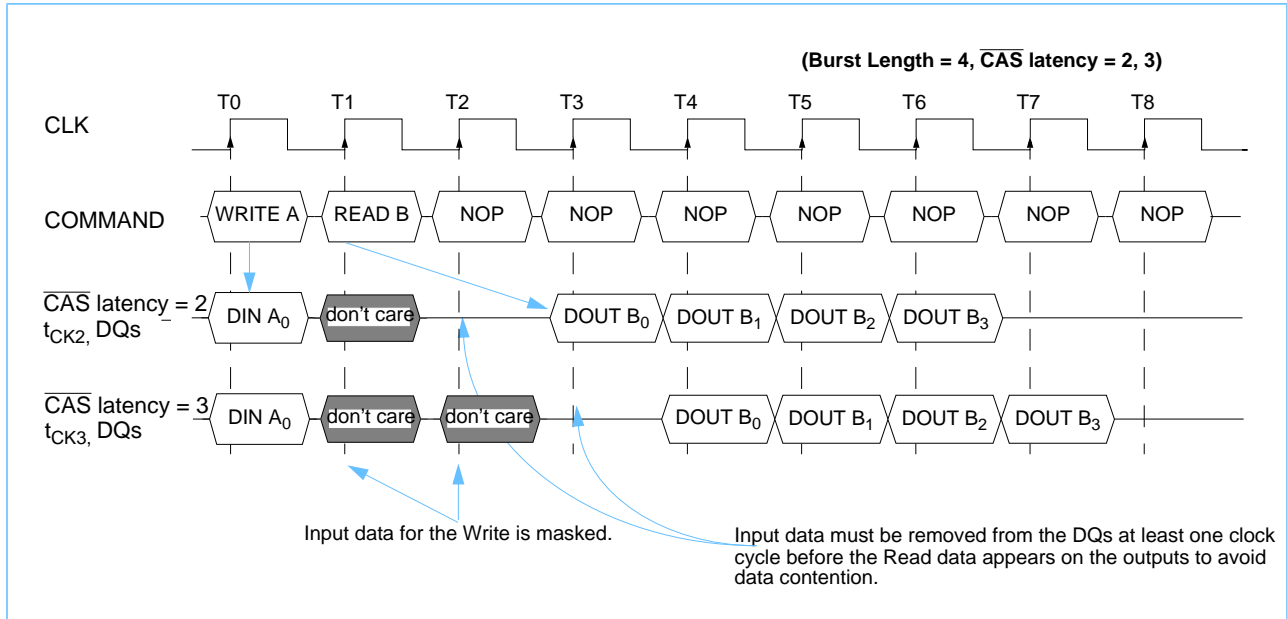 (Burst Length = 4, CAS latency = 2, 3)
T0 T1 T2 T3 T4 T5 T6 T7 T8
CLK
COMMAND WRITE A READ B NOP NOP NOP NOP NOP NOP NOP
CAS latency = 2
tCK2, DQs DIN A0 don't care DOUT B0 DOUT B1 DOUT B2 DOUT B3
CAS latency = 3
tCK3, DQs DIN A0 don't care don't care DOUT B0 DOUT B1 DOUT B2 DOUT B3
Input data for the Write is masked.
Input data must be removed from the DQs at least one clock
cycle before the Read data appears on the outputs to avoid
data contention.